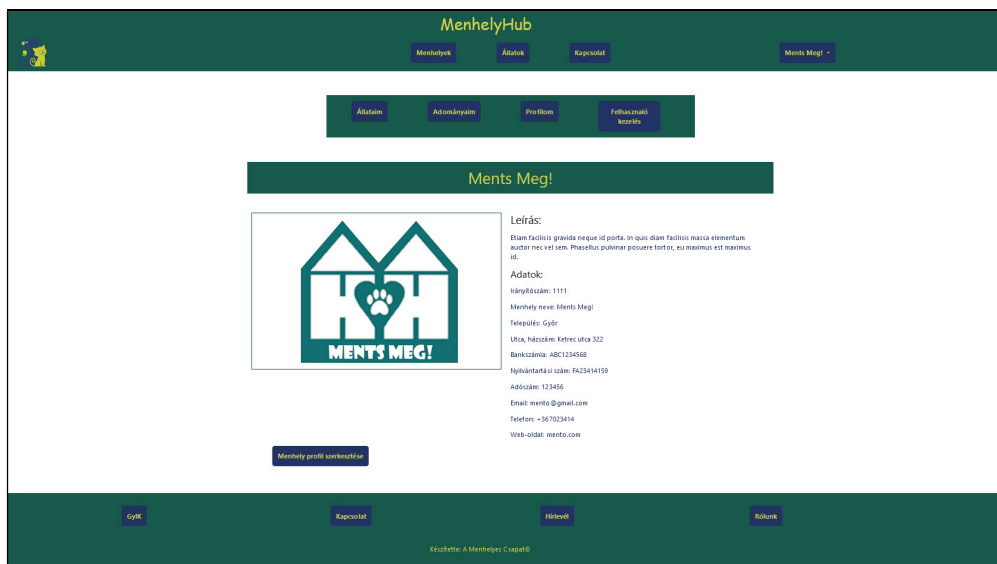 MenhelyHub
Menhelyek Állatok Kapcsolat Ments Meg!
Állataim Adományaim Profilom Felhasználó
kezelés
Ments Meg!
MENTS MEG!
Leírás:
Etiam facilisis gravida neque id porta. In quis diam facilisis massa elementum
auctor nec vel sem. Phasellus pulvinar posuere tortor, eu maximus est maximus
id.
Adatok:
Irányítószám: 1111
Menhely neve: Ments Meg!
Település: Győr
Utca, házszám: Ketrec utca 322
Bankszámla: ABC1234568
Nyilvántartási szám: FA23414159
Adószám: 123456
Email: mento@gmail.com
Telefon: +367023414
Web-oldal: mento.com
Menhely profil szerkesztése
GyIK Kapcsolat Hírlevél Rólunk
Készítette: A Menhelyes Csapat©